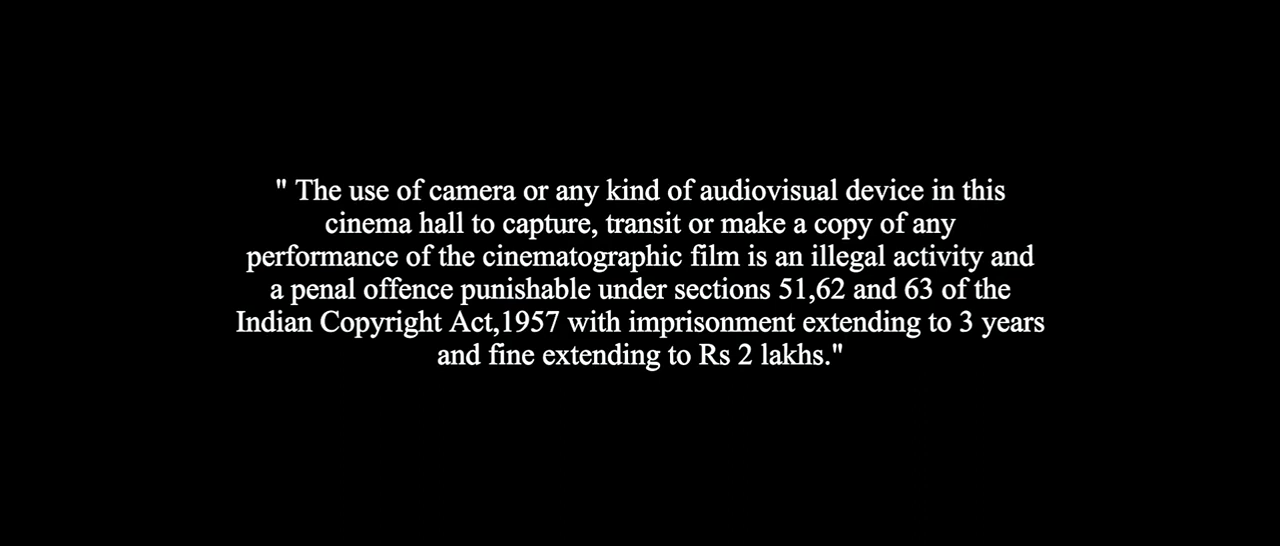 " The use of camera or any kind of audiovisual device in this
cinema hall to capture, transit or make a copy of any
performance of the cinematographic film is an illegal activity and
a penal offence punishable under sections 51,62 and 63 of the
Indian Copyright Act,1957 with imprisonment extending to 3 years
and fine extending to Rs 2 lakhs."